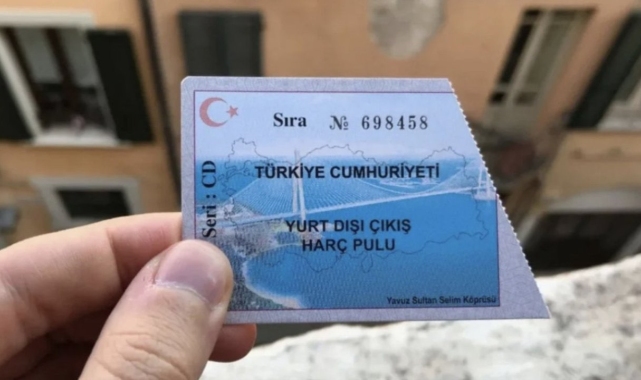 Sıra № 698458
Seri : CD
TÜRKİYE CUMHURİYETİ
YURT DIŞI ÇIKIŞ
HARÇ PULU
Yavuz Sultan Selim Köprüsü